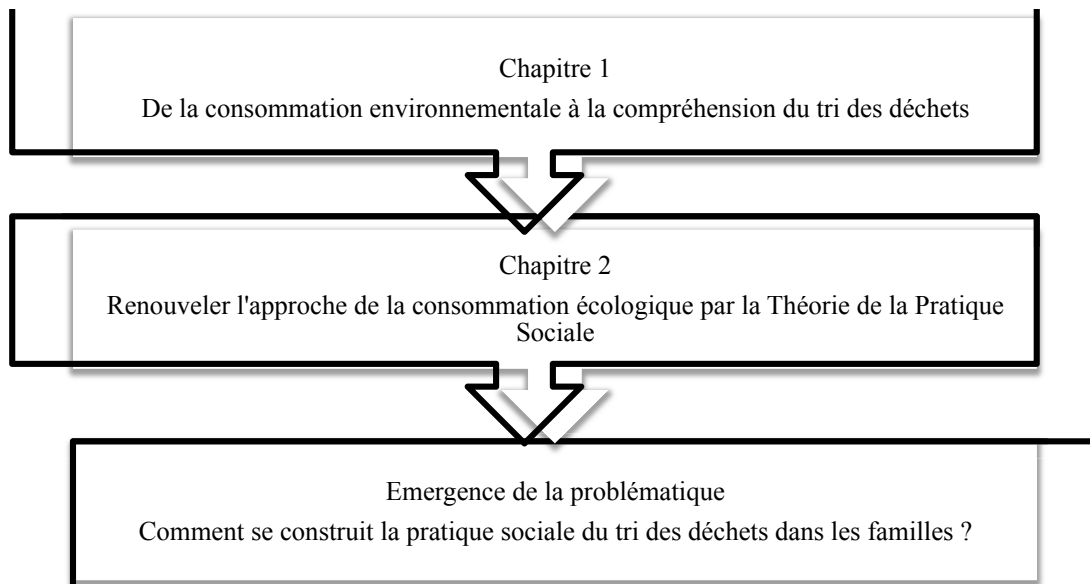 Chapitre 1
De la consommation environnementale à la compréhension du tri des déchets
Chapitre 2
Renouveler l'approche de la consommation écologique par la Théorie de la Pratique
Sociale
Emergence de la problématique
Comment se construit la pratique sociale du tri des déchets dans les familles ?